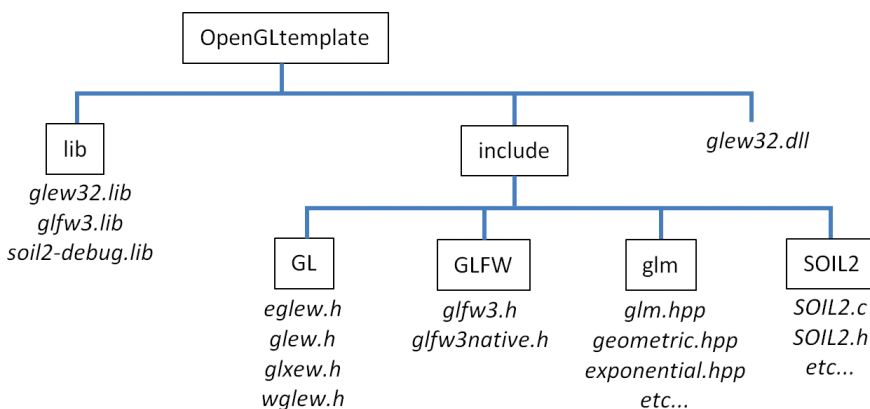 OpenGLtemplate
lib
glew32.lib
glfw3.lib
soil2-debug.lib
include
glew32.dll
GL
eglew.h
glew.h
glxew.h
wglew.h
GLFW
glfw3.h
glfw3native.h
glm
glm.hpp
geometric.hpp
exponential.hpp
etc...
SOIL2
SOIL2.c
SOIL2.h
etc...